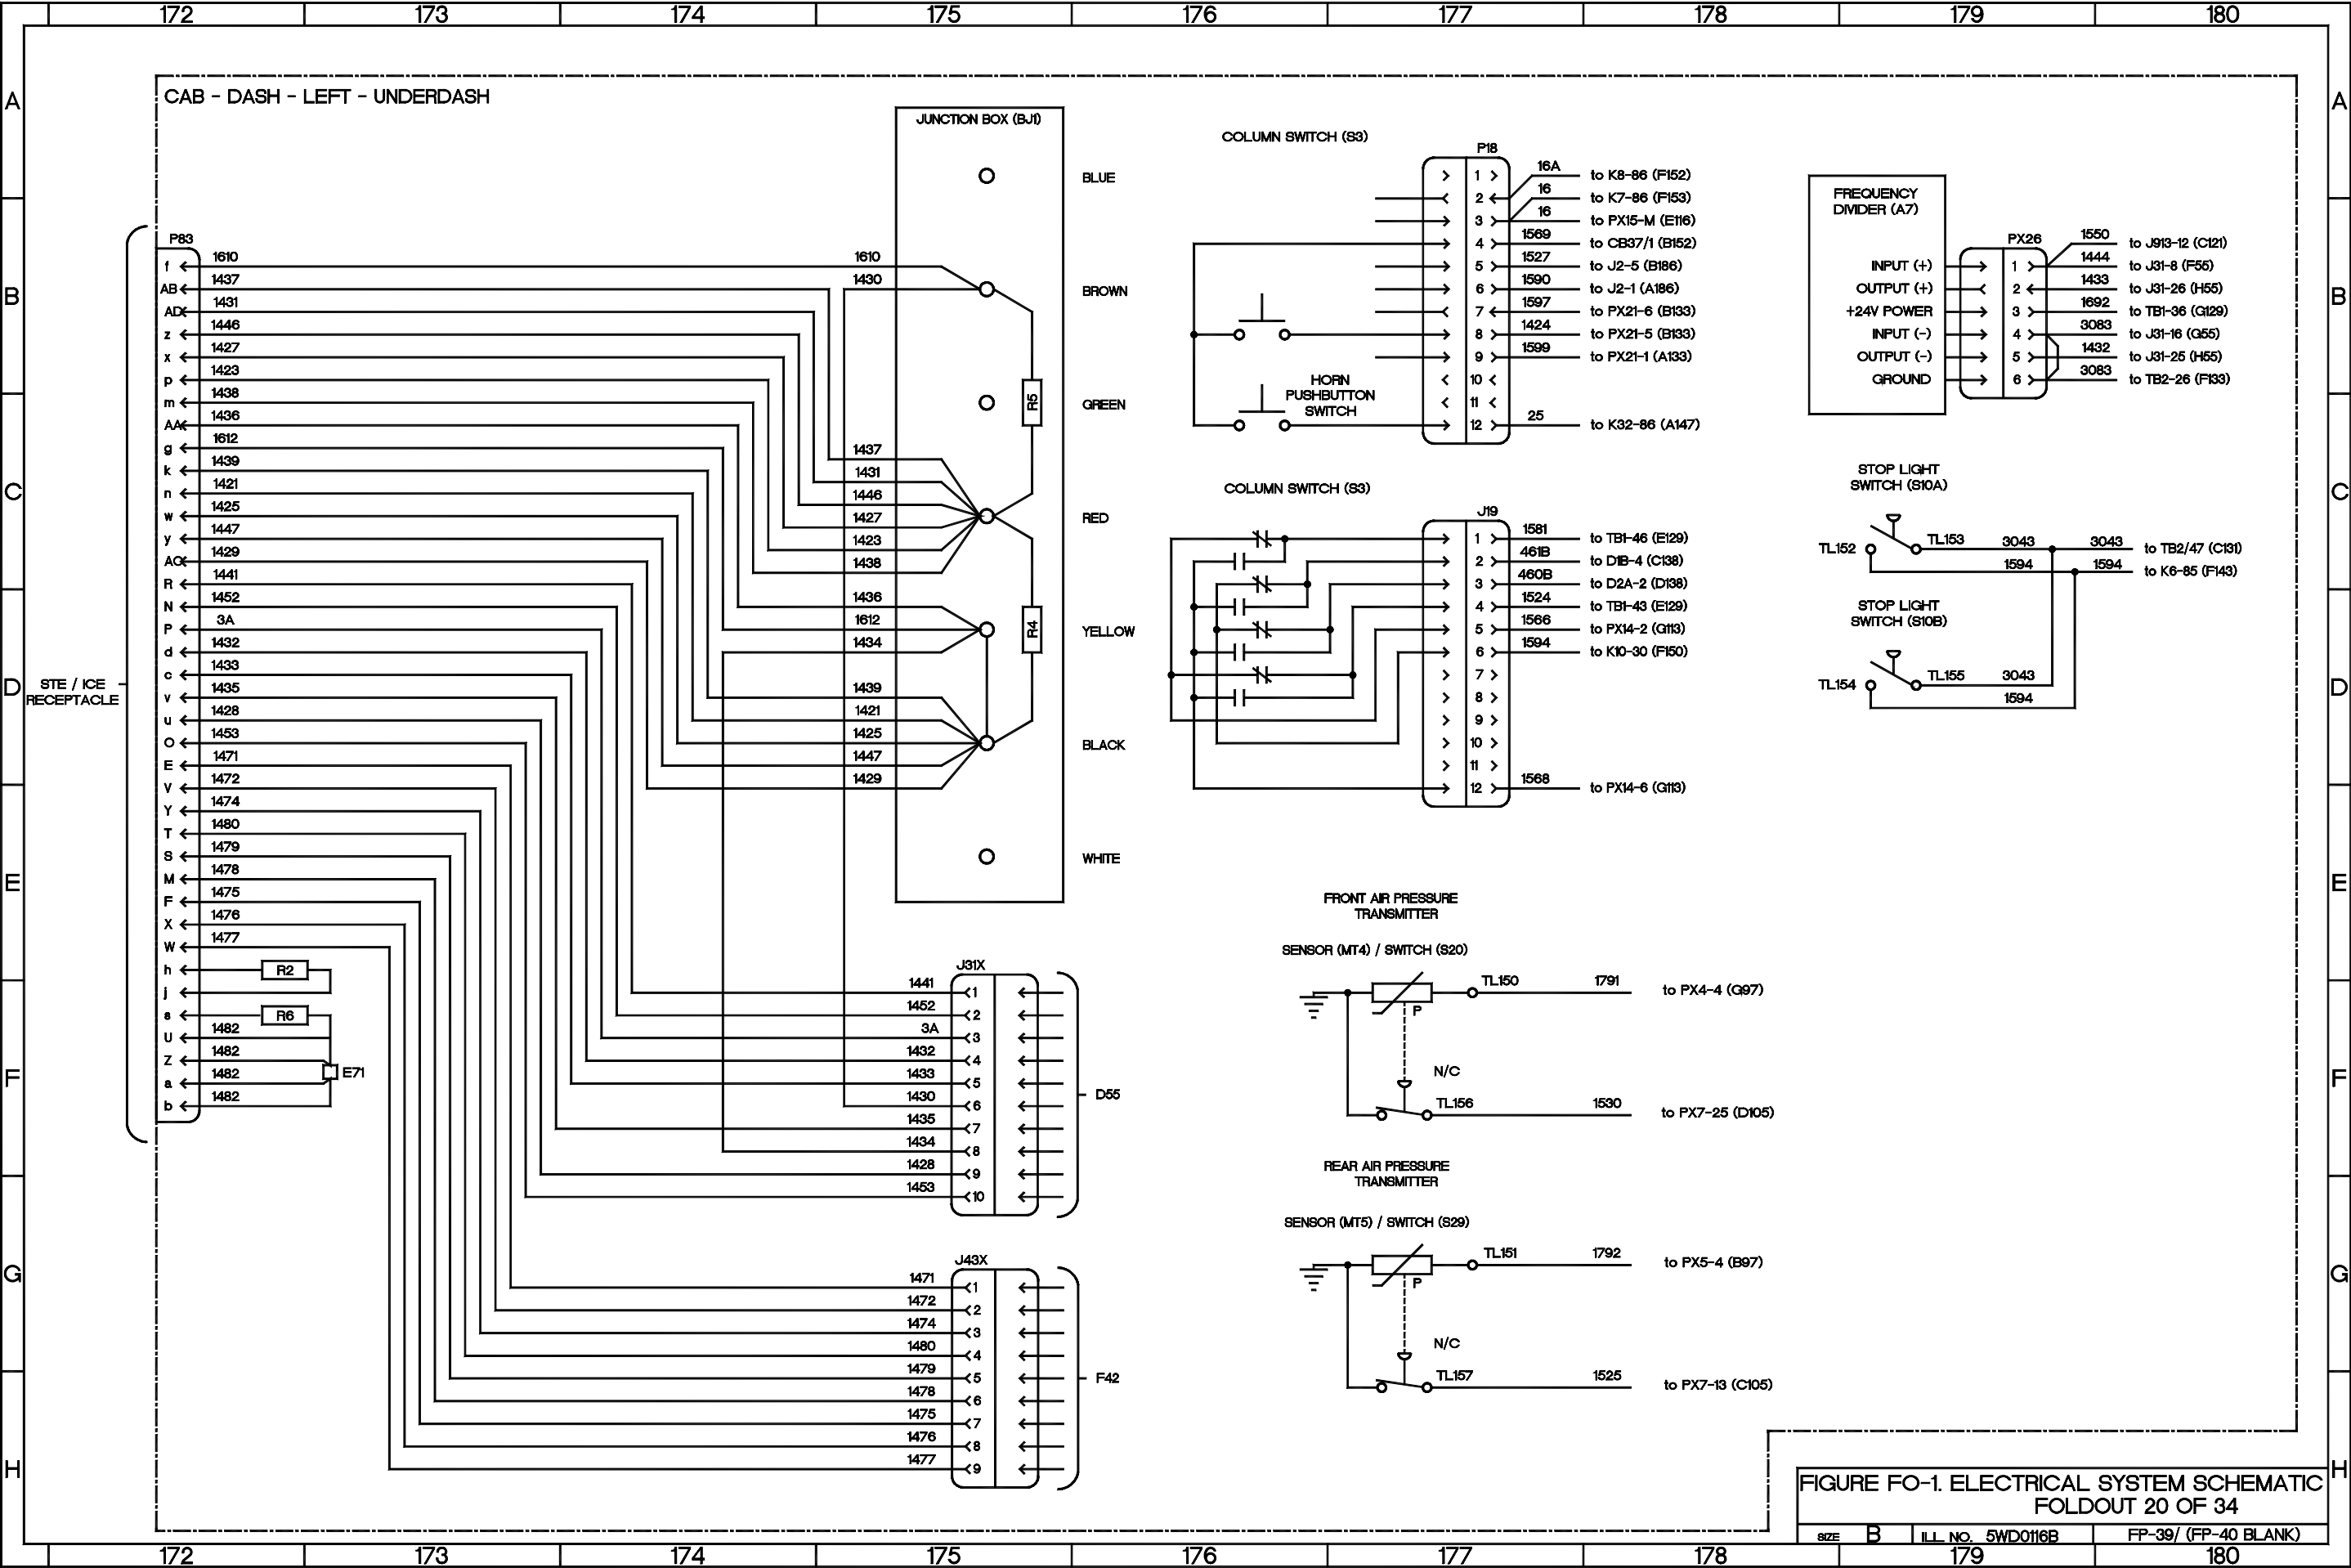 172 173 174 175 176 177 178 179 180
A A
B B
C C
D D
E E
F F
G G
H H
CAB - DASH - LEFT - UNDERDASH
STE / ICE
RECEPTACLE
P83
f 1610
AB 1437
AD 1431
z 1446
x 1427
p 1423
m 1438
AA 1436
g 1612
k 1439
n 1421
w 1425
y 1447
AC 1429
R 1441
N 1452
P 3A
d 1432
c 1433
v 1435
u 1428
O 1453
E 1471
V 1472
Y 1474
T 1480
S 1479
M 1478
F 1475
X 1476
W 1477
h R2
j
s R6
U 1482
Z 1482
a 1482
b 1482
E71
JUNCTION BOX (BJ1)
BLUE
1610
1430
BROWN
GREEN
R5
1437
1431
1446
1427
1423
1438
RED
1436
1612
1434
YELLOW
R4
1439
1421
1425
1447
1429
BLACK
WHITE
J31X
1441 1
1452 2
3A 3
1432 4
1433 5
1430 6
1435 7
1434 8
1428 9
1453 10
D55
J43X
1471 1
1472 2
1474 3
1480 4
1479 5
1478 6
1475 7
1476 8
1477 9
F42
COLUMN SWITCH (S3)
P18
1 16A to K8-86 (F152)
2 16 to K7-86 (F153)
3 16 to PX15-M (E116)
4 1569 to CB37/1 (B152)
5 1527 to J2-5 (B186)
6 1590 to J2-1 (A186)
7 1597 to PX21-6 (B133)
8 1424 to PX21-5 (B133)
9 1599 to PX21-1 (A133)
10
11
12 25 to K32-86 (A147)
HORN
PUSHBUTTON
SWITCH
COLUMN SWITCH (S3)
J19
1 1581 to TB1-46 (E129)
2 461B to D1B-4 (C138)
3 460B to D2A-2 (D138)
4 1524 to TB1-43 (E129)
5 1566 to PX14-2 (G113)
6 1594 to K10-30 (F150)
7
8
9
10
11
12 1568 to PX14-6 (G113)
FRONT AIR PRESSURE
TRANSMITTER
SENSOR (MT4) / SWITCH (S20)
TL150 1791 to PX4-4 (G97)
P
N/C
TL156 1530 to PX7-25 (D105)
REAR AIR PRESSURE
TRANSMITTER
SENSOR (MT5) / SWITCH (S29)
TL151 1792 to PX5-4 (B97)
P
N/C
TL157 1525 to PX7-13 (C105)
FREQUENCY
DIVIDER (A7)
PX26
1550 to J913-12 (C121)
INPUT (+) 1 1444 to J31-8 (F55)
OUTPUT (+) 2 1433 to J31-26 (H55)
+24V POWER 3 1692 to TB1-36 (G129)
INPUT (-) 4 3083 to J31-16 (G55)
OUTPUT (-) 5 1432 to J31-25 (H55)
GROUND 6 3083 to TB2-26 (F133)
STOP LIGHT
SWITCH (S10A)
TL152 TL153 3043 3043 to TB2/47 (C131)
1594 1594 to K6-85 (F143)
STOP LIGHT
SWITCH (S10B)
TL154 TL155 3043
1594
FIGURE FO-1. ELECTRICAL SYSTEM SCHEMATIC
FOLDOUT 20 OF 34
SIZE B ILL. NO. 5WD0116B FP-39/ (FP-40 BLANK)
172 173 174 175 176 177 178 179 180